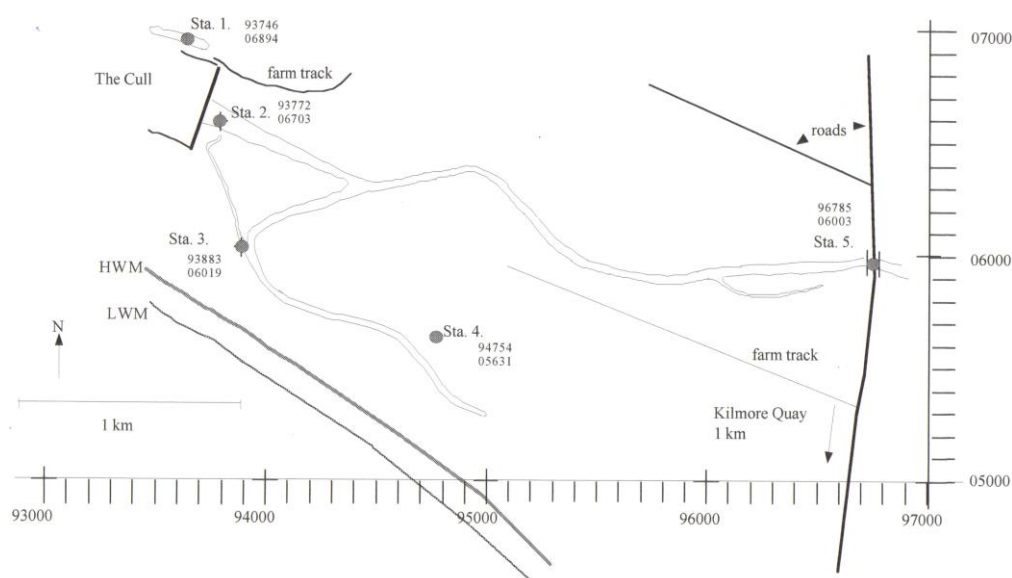 Sta. 1. 93746
06894
07000
The Cull
farm track
Sta. 2. 93772
06703
roads
96785
06003
Sta. 5.
Sta. 3.
93883
06019
06000
HWM
LWM
N
Sta. 4.
94754
05631
farm track
1 km
Kilmore Quay
1 km
05000
93000
94000
95000
96000
97000